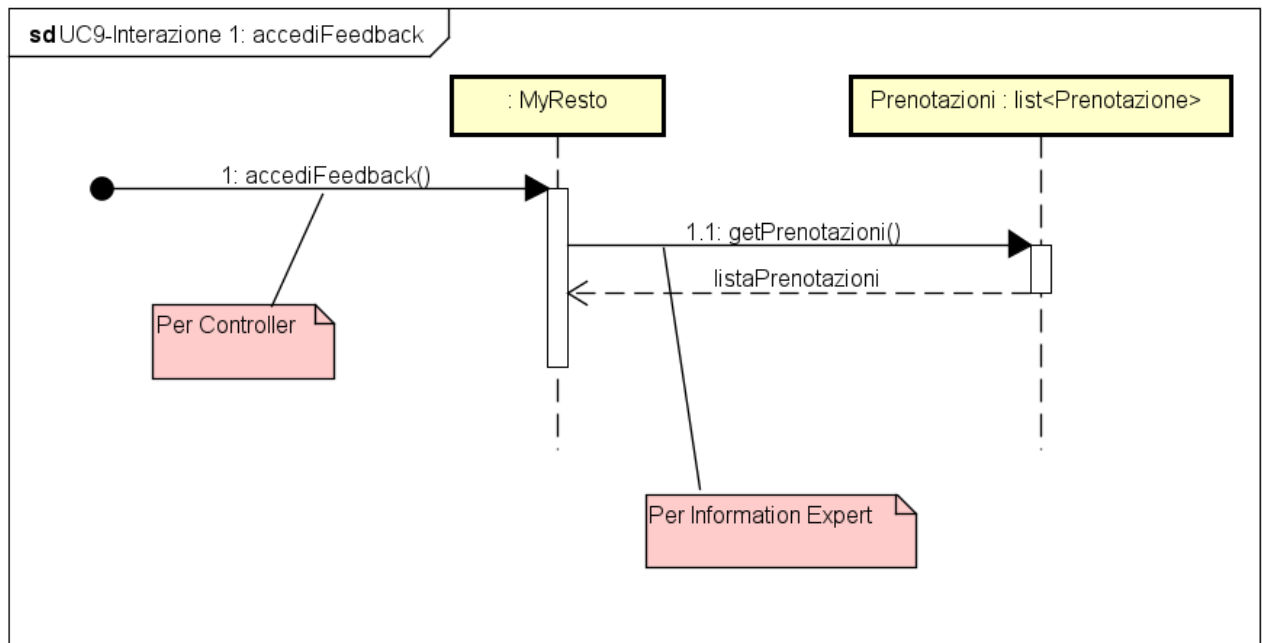 sd UC9-Interazione 1: accediFeedback
: MyResto
Prenotazioni : list<Prenotazione>
1: accediFeedback()
1.1: getPrenotazioni()
listaPrenotazioni
Per Controller
Per Information Expert